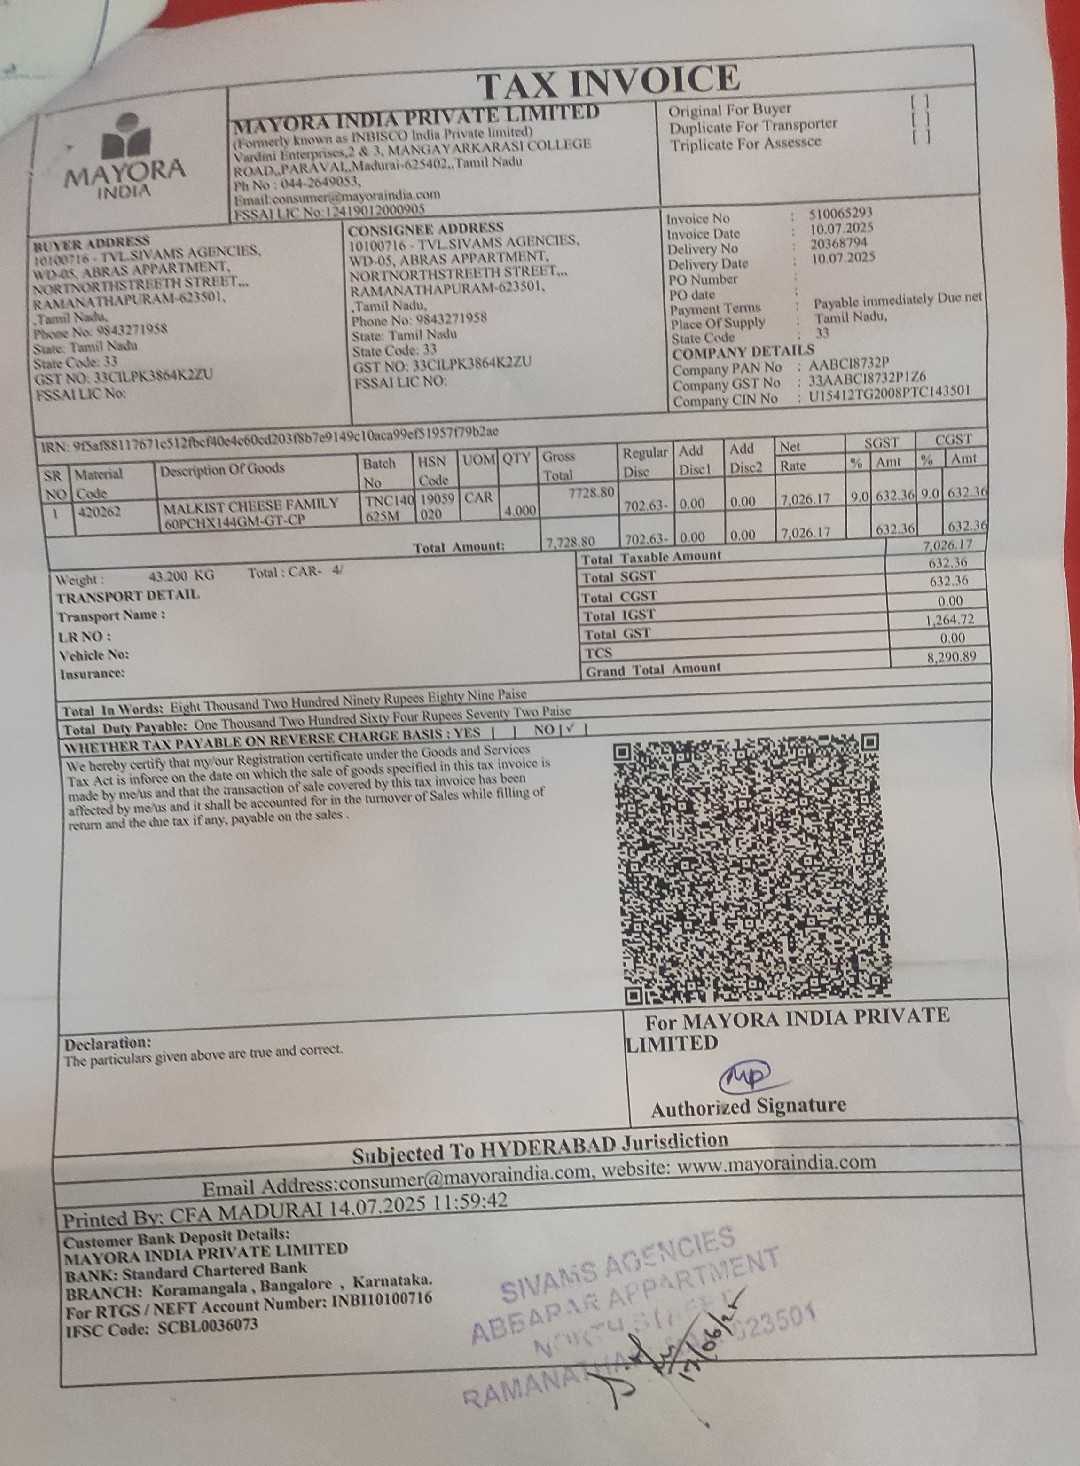 TAX INVOICE
MAYORA
INDIA
MAYORA INDIA PRIVATE LIMITED
(Formerly known as INBISCO India Private limited)
Vardini Enterprises,2 & 3, MANGAYARKARASI COLLEGE
ROAD,,PARAVAI,,Madurai-625402,,Tamil Nadu
Ph No : 044-2649053,
Email:consumer@mayoraindia.com
FSSAI LIC No:12419012000905
Original For Buyer [ ]
Duplicate For Transporter [ ]
Triplicate For Assessce [ ]
BUYER ADDRESS
10100716 - TVL.SIVAMS AGENCIES,
WD-05, ABRAS APPARTMENT,
NORTNORTHSTREETH STREET,,,
RAMANATHAPURAM-623501,
,Tamil Nadu,
Phone No: 9843271958
State: Tamil Nadu
State Code: 33
GST NO: 33CILPK3864K2ZU
FSSAI LIC No:
CONSIGNEE ADDRESS
10100716 - TVL.SIVAMS AGENCIES,
WD-05, ABRAS APPARTMENT,
NORTNORTHSTREETH STREET,,,
RAMANATHAPURAM-623501,
,Tamil Nadu,
Phone No: 9843271958
State: Tamil Nadu
State Code: 33
GST NO: 33CILPK3864K2ZU
FSSAI LIC NO:
Invoice No : 510065293
Invoice Date : 10.07.2025
Delivery No : 20368794
Delivery Date : 10.07.2025
PO Number :
PO date :
Payment Terms : Payable immediately Due net
Place Of Supply : Tamil Nadu,
State Code : 33
COMPANY DETAILS
Company PAN No : AABCI8732P
Company GST No : 33AABCI8732P1Z6
Company CIN No : U15412TG2008PTC143501
IRN: 9f5af88117671c512fbcf40e4e60cd203f8b7e9149c10aca99ef51957f79b2ae
SR NO Material Code Description Of Goods Batch No HSN Code UOM QTY Gross Total Regular Disc Add Disc1 Add Disc2 Net Rate SGST % Amt CGST % Amt
1 420262 MALKIST CHEESE FAMILY TNC140 19059 CAR 4.000 7728.80 702.63- 0.00 0.00 7,026.17 9.0 632.36 9.0 632.36
60PCHX144GM-GT-CP 625M 020
Total Amount: 7,728.80 702.63- 0.00 0.00 7,026.17 632.36 632.36
Weight : 43.200 KG Total : CAR- 4/
TRANSPORT DETAIL
Transport Name :
LR NO :
Vehicle No:
Insurance:
Total Taxable Amount 7,026.17
Total SGST 632.36
Total CGST 632.36
Total IGST 0.00
Total GST 1,264.72
TCS 0.00
Grand Total Amount 8,290.89
Total In Words: Eight Thousand Two Hundred Ninety Rupees Eighty Nine Paise
Total Duty Payable: One Thousand Two Hundred Sixty Four Rupees Seventy Two Paise
WHETHER TAX PAYABLE ON REVERSE CHARGE BASIS : YES | | NO |✓ |
We hereby certify that my/our Registration certificate under the Goods and Services
Tax Act is inforce on the date on which the sale of goods specified in this tax invoice is
made by me/us and that the transaction of sale covered by this tax invoice has been
affected by me/us and it shall be accounted for in the turnover of Sales while filling of
return and the due tax if any, payable on the sales .
Declaration:
The particulars given above are true and correct.
For MAYORA INDIA PRIVATE
LIMITED
MP
Authorized Signature
Subjected To HYDERABAD Jurisdiction
Email Address:consumer@mayoraindia.com, website: www.mayoraindia.com
Printed By: CFA MADURAI 14.07.2025 11:59:42
Customer Bank Deposit Details:
MAYORA INDIA PRIVATE LIMITED
BANK: Standard Chartered Bank
BRANCH: Koramangala , Bangalore , Karnataka.
For RTGS / NEFT Account Number: INBI10100716
IFSC Code: SCBL0036073
SIVAMS AGENCIES
ABBAPAR APPARTMENT